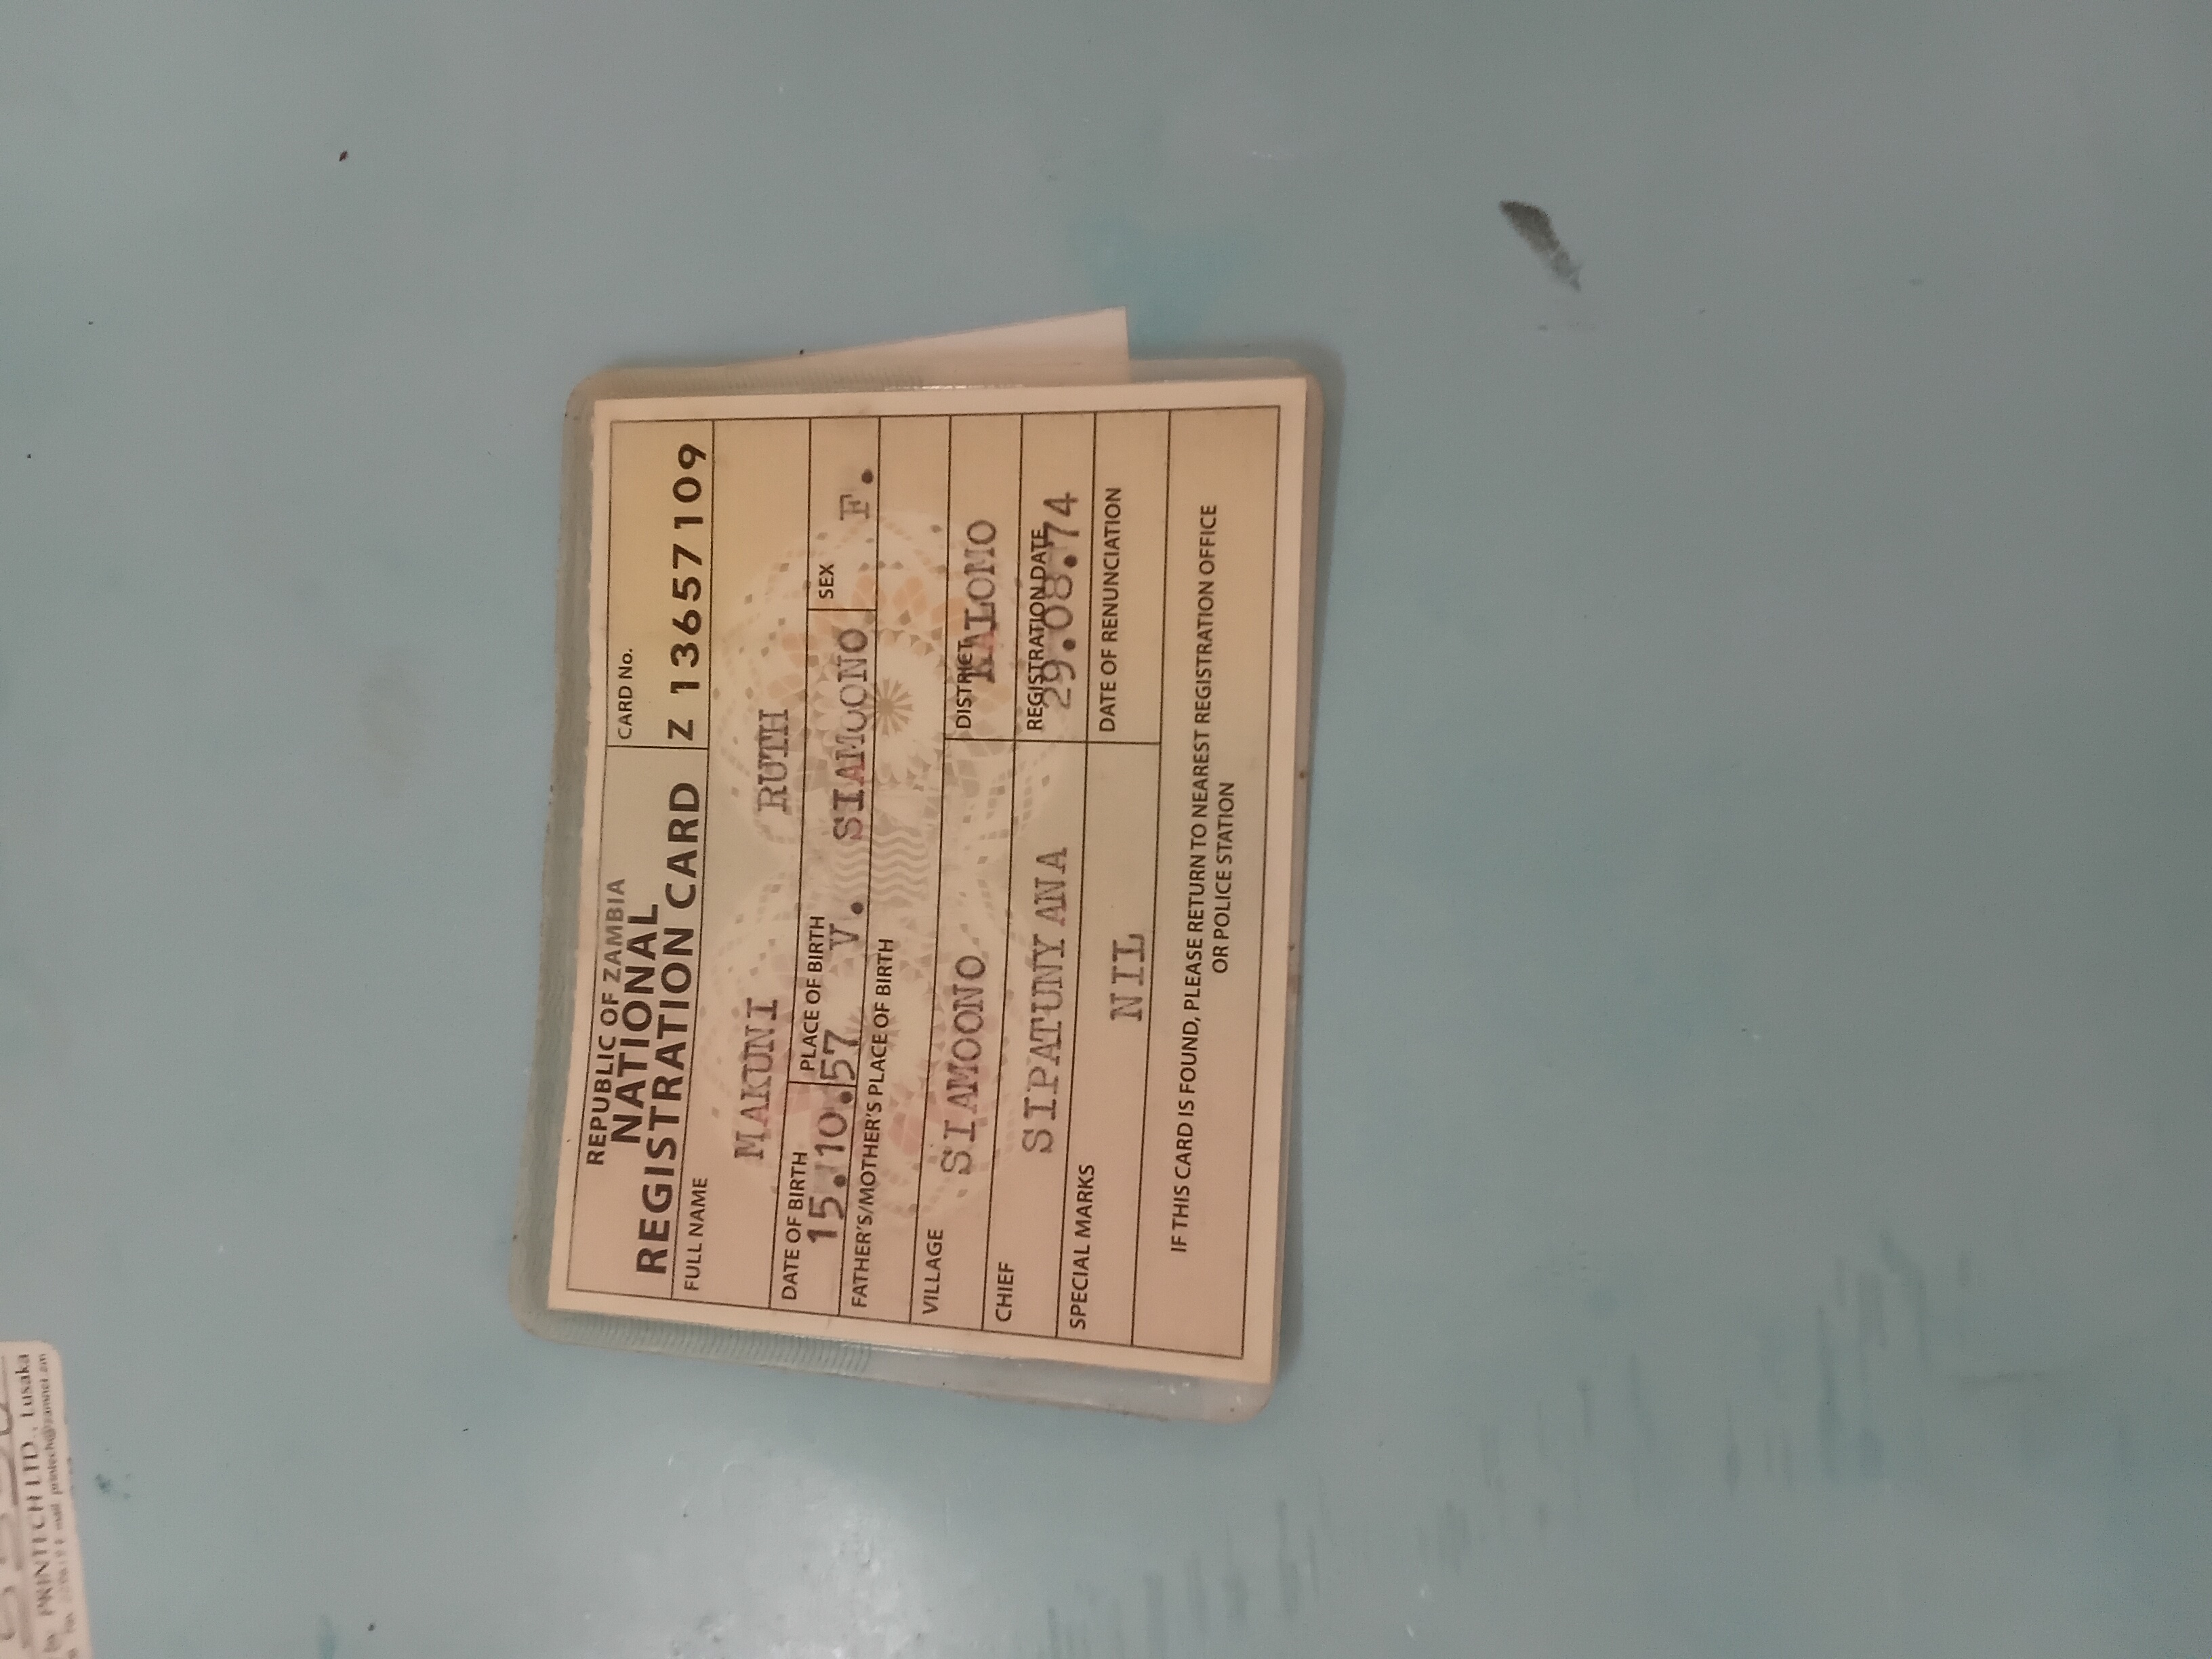 REPUBLIC OF ZAMBIA
NATIONAL
REGISTRATION CARD
CARD No.
Z 13657109
FULL NAME
MAKUNI RUTH
DATE OF BIRTH PLACE OF BIRTH SEX
15.10.57 V. SIAMOONO F.
FATHER'S/MOTHER'S PLACE OF BIRTH
VILLAGE DISTRICT
SIAMOONO KALOMO
CHIEF REGISTRATION DATE
SIPATUNYANA 29.08.74
SPECIAL MARKS DATE OF RENUNCIATION
NIL
IF THIS CARD IS FOUND, PLEASE RETURN TO NEAREST REGISTRATION OFFICE
OR POLICE STATION
PRINTECH LTD., Lusaka